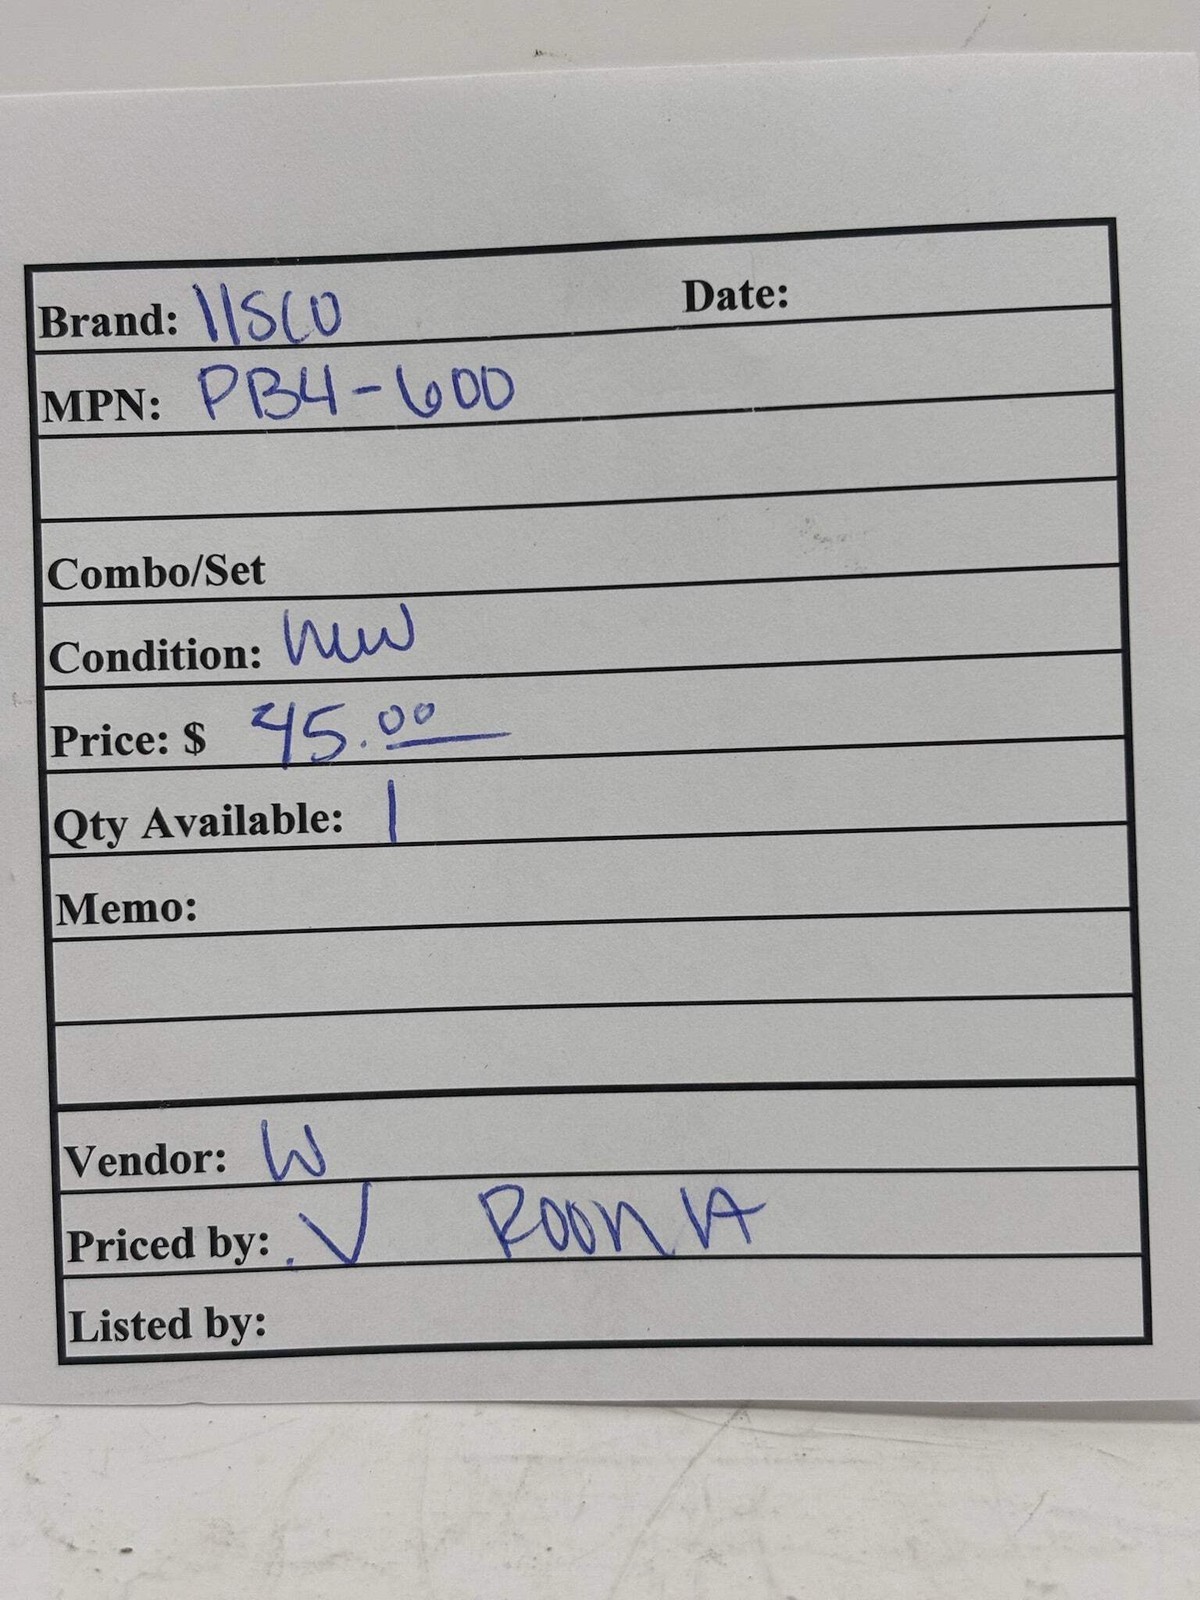 Brand: IISCO Date:
MPN: PB4-600
Combo/Set
Condition: new
Price: $ 45.00
Qty Available: 1
Memo:
Vendor: W
Priced by: . V Room A
Listed by: